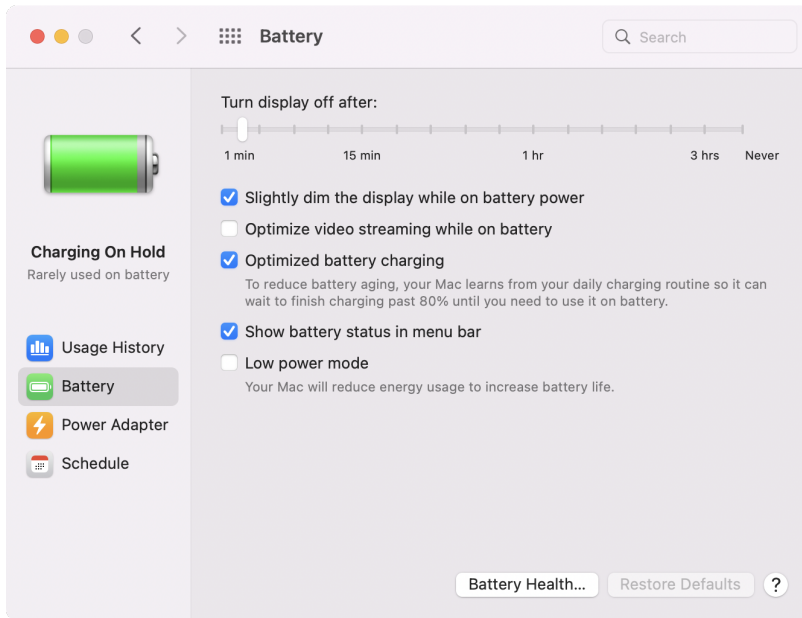 Battery
Search
Charging On Hold
Rarely used on battery
Usage History
Battery
Power Adapter
Schedule
Turn display off after:
1 min 15 min 1 hr 3 hrs Never
Slightly dim the display while on battery power
Optimize video streaming while on battery
Optimized battery charging
To reduce battery aging, your Mac learns from your daily charging routine so it can
wait to finish charging past 80% until you need to use it on battery.
Show battery status in menu bar
Low power mode
Your Mac will reduce energy usage to increase battery life.
Battery Health... Restore Defaults ?